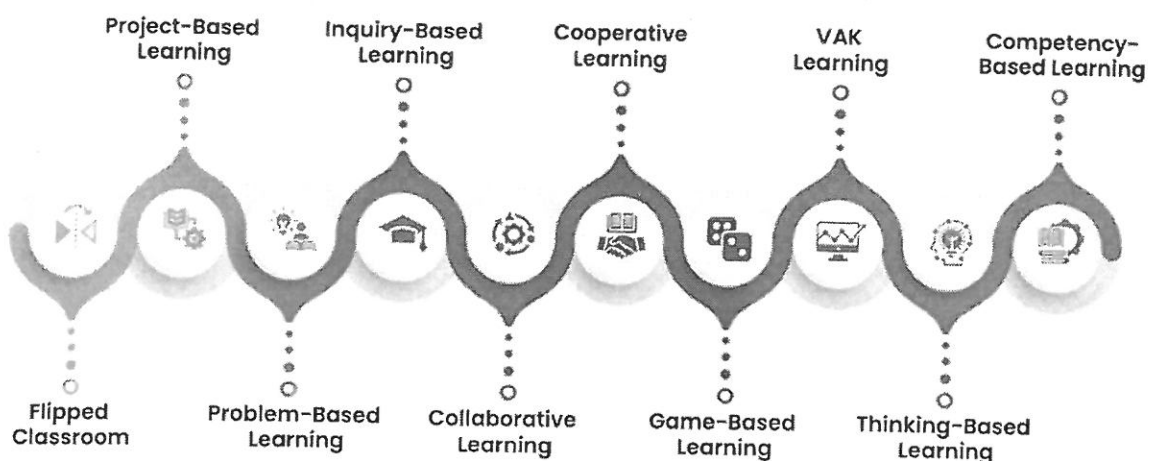 Project-Based
Learning
Inquiry-Based
Learning
Cooperative
Learning
VAK
Learning
Competency-
Based Learning
Flipped
Classroom
Problem-Based
Learning
Collaborative
Learning
Game-Based
Learning
Thinking-Based
Learning